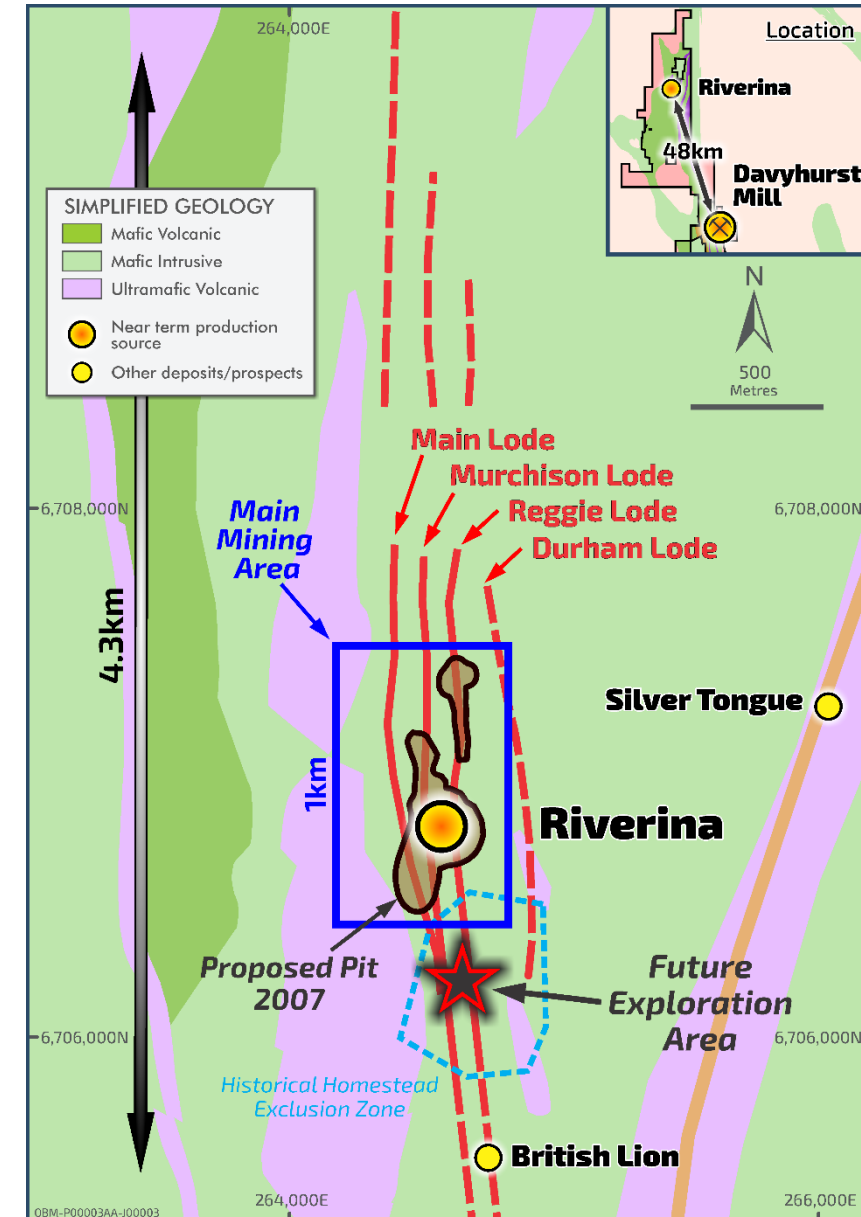 264,000E
Location
Riverina
48km
Davyhurst
Mill
SIMPLIFIED GEOLOGY
Mafic Volcanic
Mafic Intrusive
Ultramafic Volcanic
Near term production
source
Other deposits/prospects
N
500
Metres
Main Lode
Murchison Lode
Reggie Lode
Durham Lode
6,708,000N
6,708,000N
Main
Mining
Area
4.3km
1km
Silver Tongue
Riverina
Proposed Pit
2007
Future
Exploration
Area
6,706,000N
6,706,000N
Historical Homestead
Exclusion Zone
British Lion
264,000E
266,000E
OBM-P00003AA-J00003